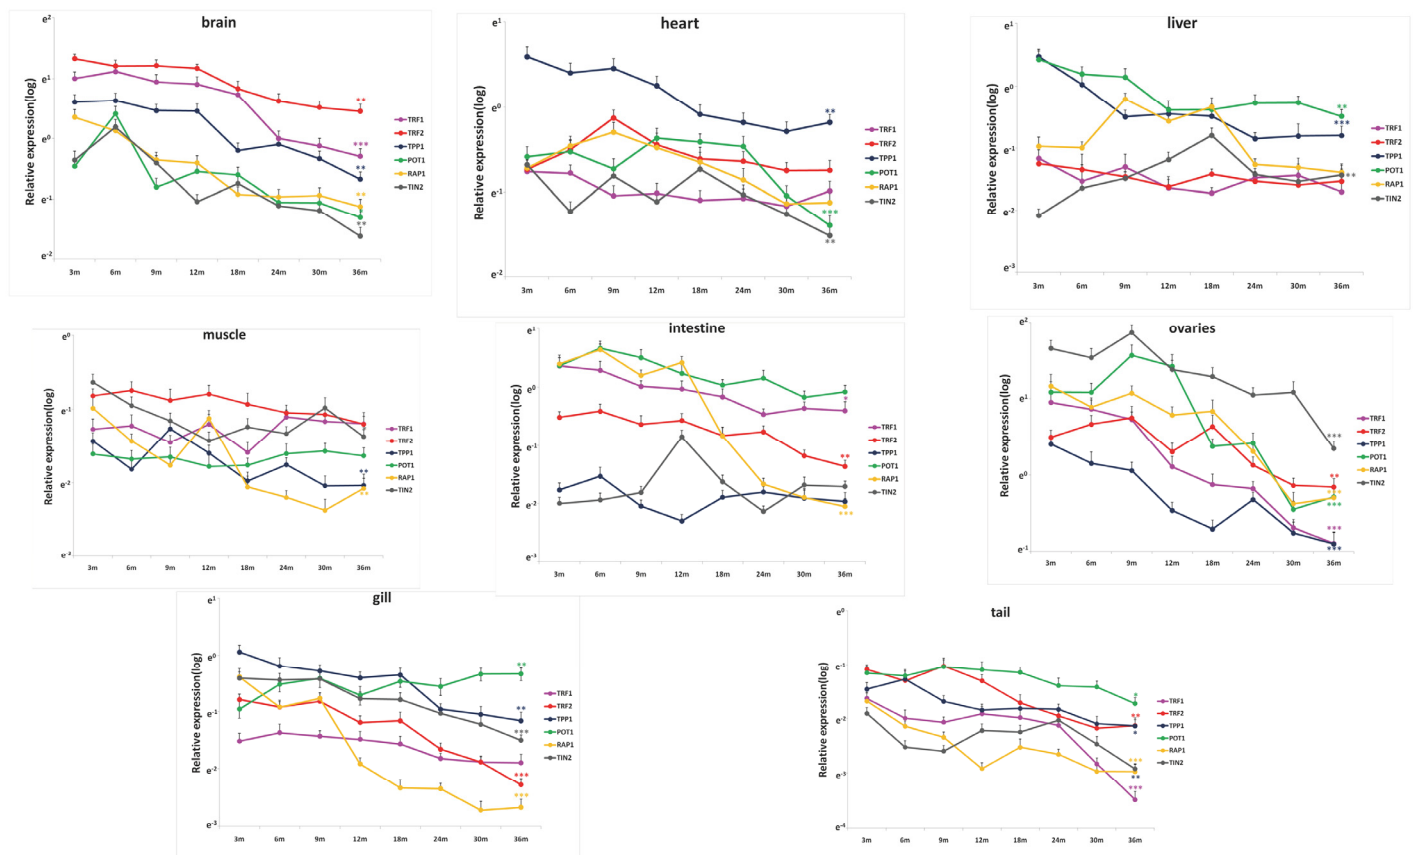 brain
Relative expression(log)
e²
e¹
e⁰
e⁻¹
e⁻²
3m 6m 9m 12m 18m 24m 30m 36m
**
***
**
**
**
TRF1
TRF2
TPP1
POT1
RAP1
TIN2
heart
Relative expression(log)
e¹
e⁰
e⁻¹
e⁻²
3m 6m 9m 12m 18m 24m 30m 36m
**
***
**
TRF1
TRF2
TPP1
POT1
RAP1
TIN2
liver
Relative expression(log)
e¹
e⁰
e⁻¹
e⁻²
e⁻³
3m 6m 9m 12m 18m 24m 30m 36m
**
***
**
TRF1
TRF2
TPP1
POT1
RAP1
TIN2
muscle
Relative expression(log)
e⁰
e⁻¹
e⁻²
3m 6m 9m 12m 18m 24m 30m 36m
**
**
TRF1
TRF2
TPP1
POT1
RAP1
TIN2
intestine
Relative expression(log)
e¹
e⁰
e⁻¹
e⁻²
e⁻³
3m 6m 9m 12m 18m 24m 30m 36m
*
**
***
TRF1
TRF2
TPP1
POT1
RAP1
TIN2
ovaries
Relative expression(log)
e²
e¹
e⁰
e⁻¹
3m 6m 9m 12m 18m 24m 30m 36m
***
**
***
***
***
***
TRF1
TRF2
TPP1
POT1
RAP1
TIN2
gill
Relative expression(log)
e¹
e⁰
e⁻¹
e⁻²
e⁻³
3m 6m 9m 12m 18m 24m 30m 36m
**
**
***
***
***
TRF1
TRF2
TPP1
POT1
RAP1
TIN2
tail
Relative expression(log)
e⁰
e⁻¹
e⁻²
e⁻³
e⁻⁴
3m 6m 9m 12m 18m 24m 30m 36m
*
**
*
***
**
***
TRF1
TRF2
TPP1
POT1
RAP1
TIN2